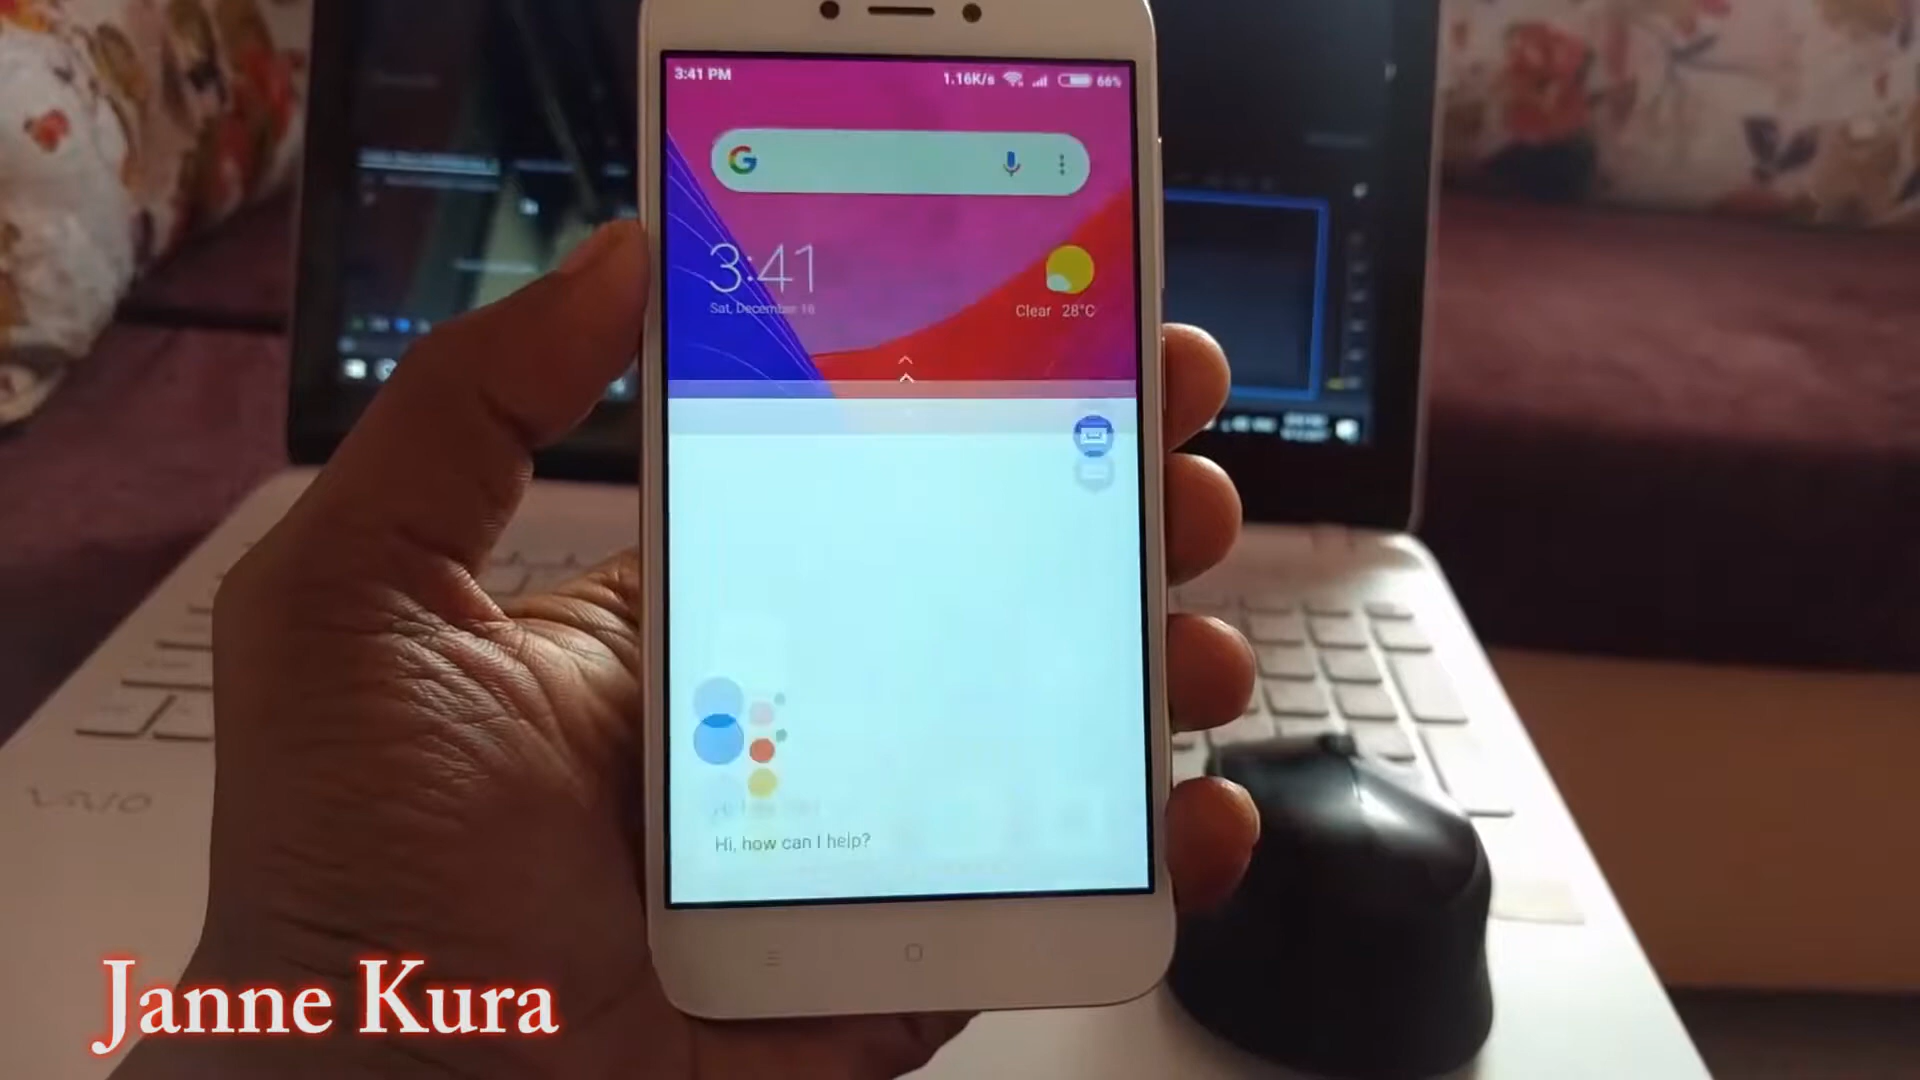 3:41 PM
1.16K/s
66%
G
3:41
Sat, December 16
Clear 28°C
Hi, how can I help?
VAIO
Janne Kura